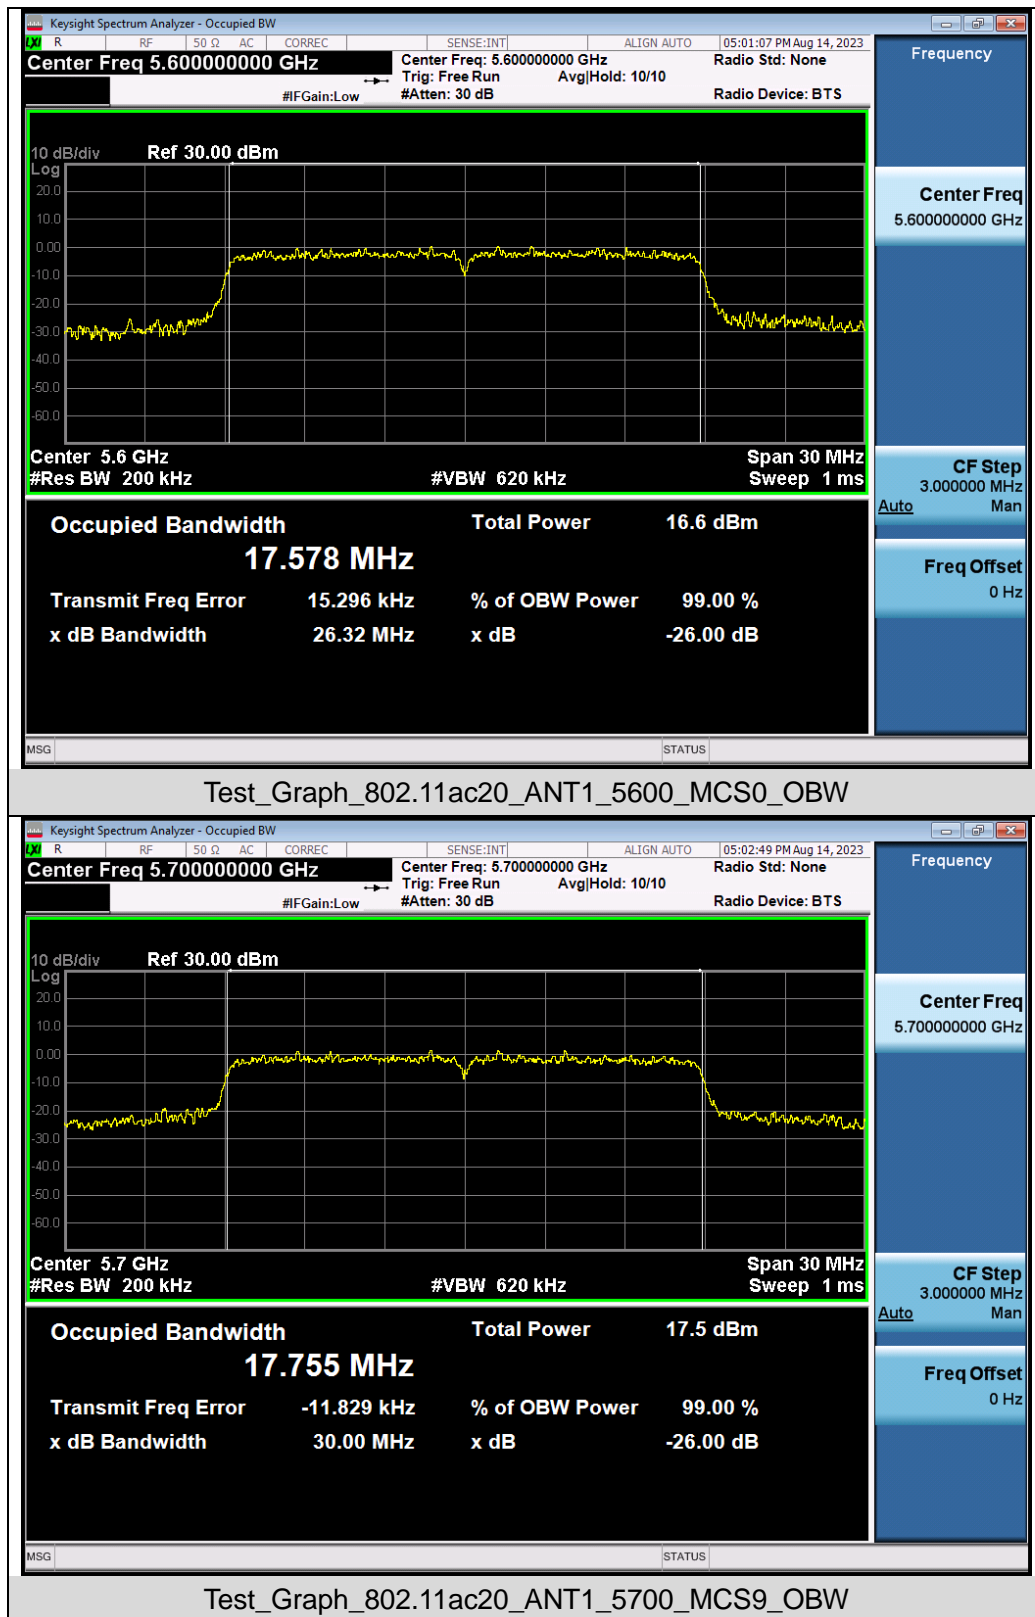 Keysight Spectrum Analyzer - Occupied BW
LXI R RF 50 Ω AC CORREC SENSE:INT ALIGN AUTO 05:01:07 PM Aug 14, 2023
Center Freq 5.600000000 GHz
Center Freq: 5.600000000 GHz
Radio Std: None
Trig: Free Run Avg|Hold: 10/10
#IFGain:Low
#Atten: 30 dB
Radio Device: BTS
Frequency
10 dB/div Ref 30.00 dBm
Log
20.0
10.0
0.00
-10.0
-20.0
-30.0
-40.0
-50.0
-60.0
Center Freq
5.600000000 GHz
Center 5.6 GHz Span 30 MHz
#Res BW 200 kHz #VBW 620 kHz Sweep 1 ms
CF Step
3.000000 MHz
Auto Man
Freq Offset
0 Hz
Occupied Bandwidth Total Power 16.6 dBm
17.578 MHz
Transmit Freq Error 15.296 kHz % of OBW Power 99.00 %
x dB Bandwidth 26.32 MHz x dB -26.00 dB
MSG STATUS
Test_Graph_802.11ac20_ANT1_5600_MCS0_OBW
Keysight Spectrum Analyzer - Occupied BW
LXI R RF 50 Ω AC CORREC SENSE:INT ALIGN AUTO 05:02:49 PM Aug 14, 2023
Center Freq 5.700000000 GHz
Center Freq: 5.700000000 GHz
Radio Std: None
Trig: Free Run Avg|Hold: 10/10
#IFGain:Low
#Atten: 30 dB
Radio Device: BTS
Frequency
10 dB/div Ref 30.00 dBm
Log
20.0
10.0
0.00
-10.0
-20.0
-30.0
-40.0
-50.0
-60.0
Center Freq
5.700000000 GHz
Center 5.7 GHz Span 30 MHz
#Res BW 200 kHz #VBW 620 kHz Sweep 1 ms
CF Step
3.000000 MHz
Auto Man
Freq Offset
0 Hz
Occupied Bandwidth Total Power 17.5 dBm
17.755 MHz
Transmit Freq Error -11.829 kHz % of OBW Power 99.00 %
x dB Bandwidth 30.00 MHz x dB -26.00 dB
MSG STATUS
Test_Graph_802.11ac20_ANT1_5700_MCS9_OBW